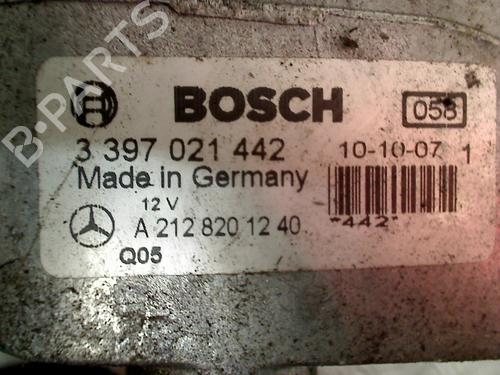 B-PARTS
BOSCH 058
3 397 021 442 10-10-07 1
Made in Germany
12 V *442*
A 212 820 12 40
Q05